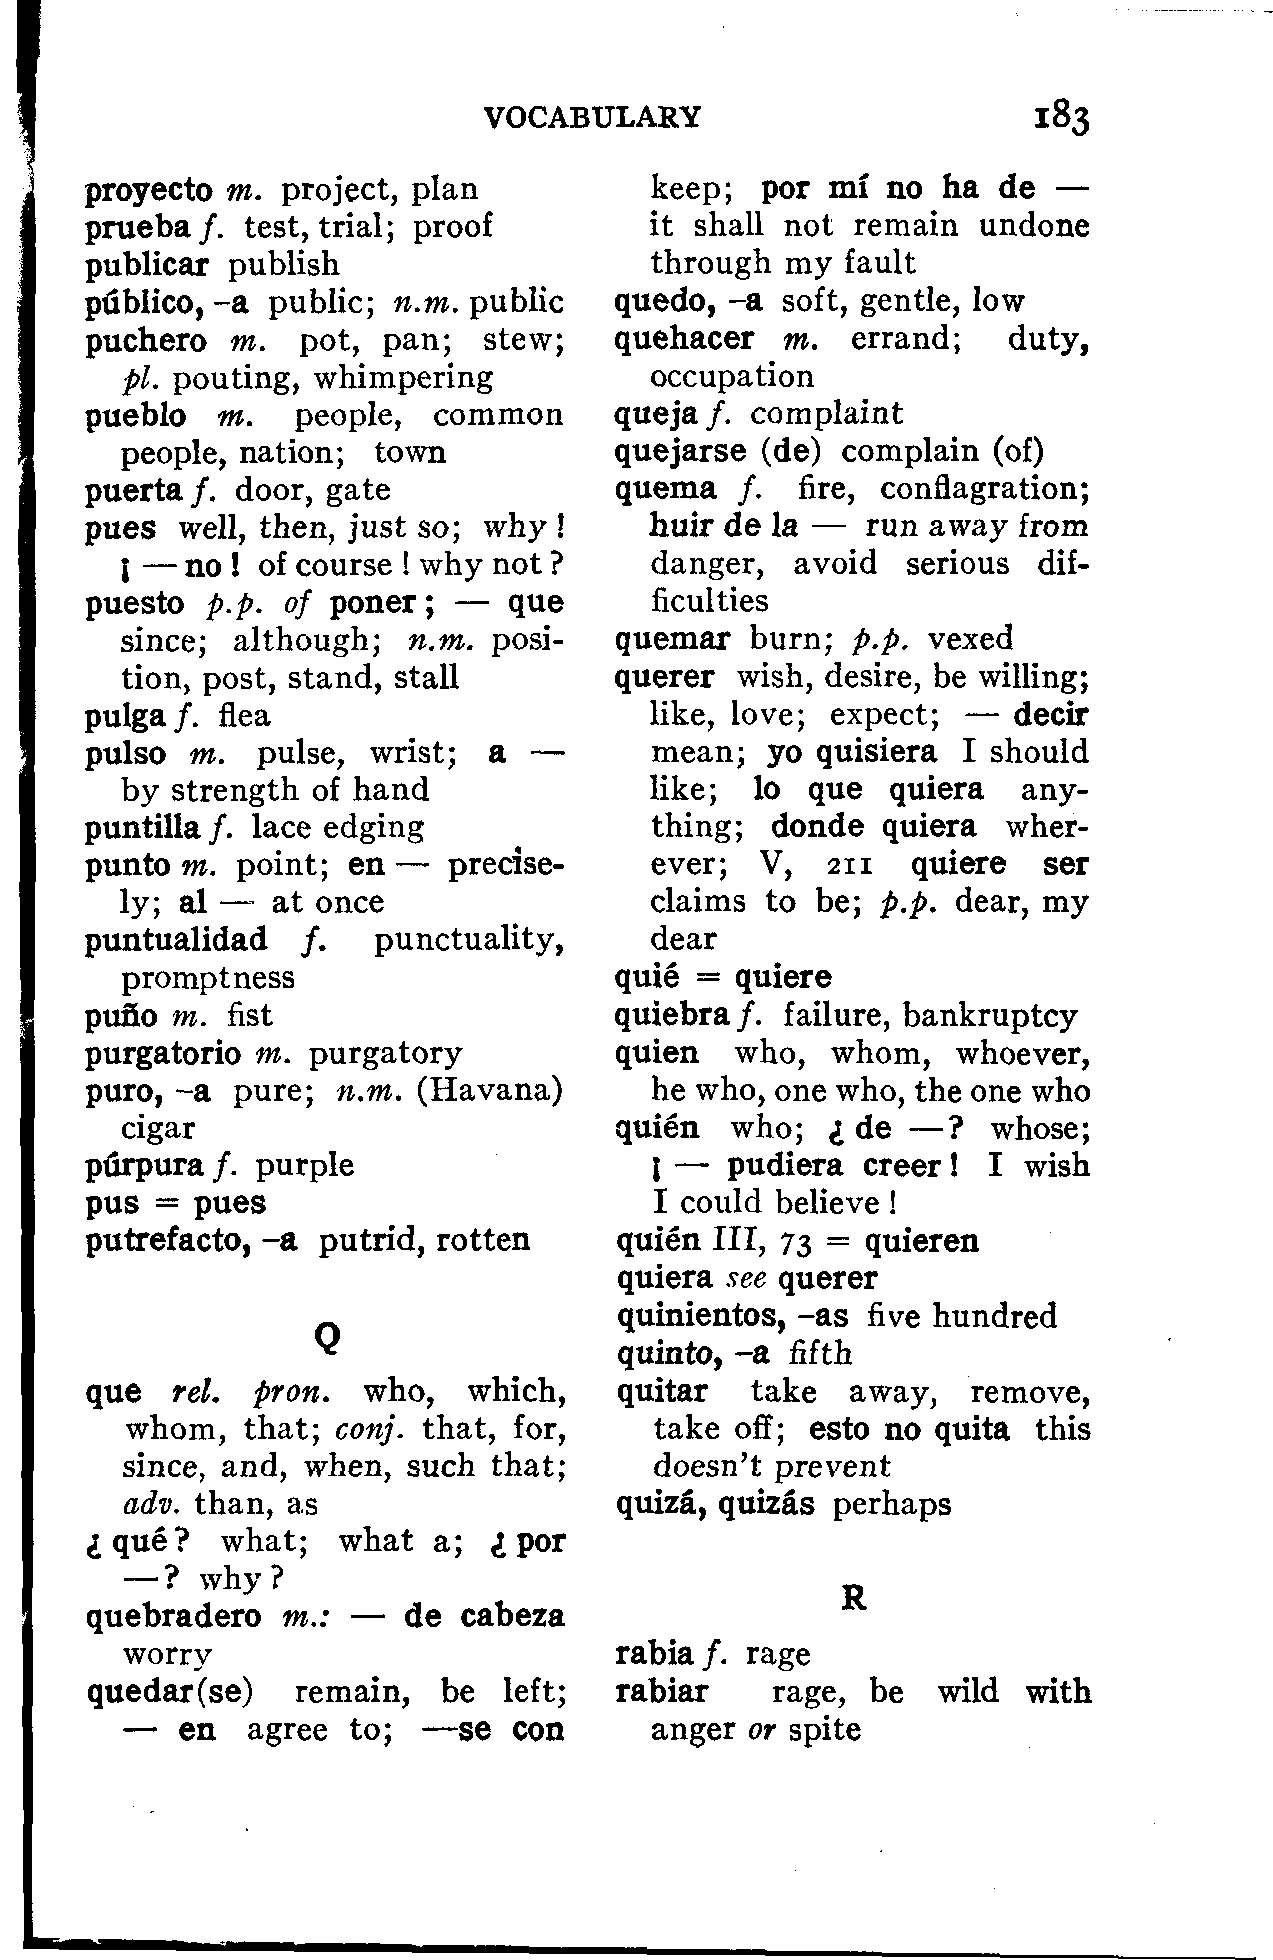 VOCABULARY 183
proyecto m. project, plan
prueba f. test, trial; proof
publicar publish
público, –a public; n.m. public
puchero m. pot, pan; stew;
pl. pouting, whimpering
pueblo m. people, common
people, nation; town
puerta f. door, gate
pues well, then, just so; why!
¡ — no! of course! why not?
puesto p.p. of poner; — que
since; although; n.m. posi-
tion, post, stand, stall
pulga f. flea
pulso m. pulse, wrist; a —
by strength of hand
puntilla f. lace edging
punto m. point; en — precise-
ly; al — at once
puntualidad f. punctuality,
promptness
puño m. fist
purgatorio m. purgatory
puro, –a pure; n.m. (Havana)
cigar
púrpura f. purple
pus = pues
putrefacto, –a putrid, rotten
Q
que rel. pron. who, which,
whom, that; conj. that, for,
since, and, when, such that;
adv. than, as
¿qué? what; what a; ¿por
—? why?
quebradero m.: — de cabeza
worry
quedar(se) remain, be left;
— en agree to; —se con
keep; por mí no ha de —
it shall not remain undone
through my fault
quedo, –a soft, gentle, low
quehacer m. errand; duty,
occupation
queja f. complaint
quejarse (de) complain (of)
quema f. fire, conflagration;
huir de la — run away from
danger, avoid serious dif-
ficulties
quemar burn; p.p. vexed
querer wish, desire, be willing;
like, love; expect; — decir
mean; yo quisiera I should
like; lo que quiera any-
thing; donde quiera wher-
ever; V, 211 quiere ser
claims to be; p.p. dear, my
dear
quié = quiere
quiebra f. failure, bankruptcy
quien who, whom, whoever,
he who, one who, the one who
quién who; ¿de —? whose;
¡ — pudiera creer! I wish
I could believe!
quién III, 73 = quieren
quiera see querer
quinientos, –as five hundred
quinto, –a fifth
quitar take away, remove,
take off; esto no quita this
doesn't prevent
quizá, quizás perhaps
R
rabia f. rage
rabiar rage, be wild with
anger or spite